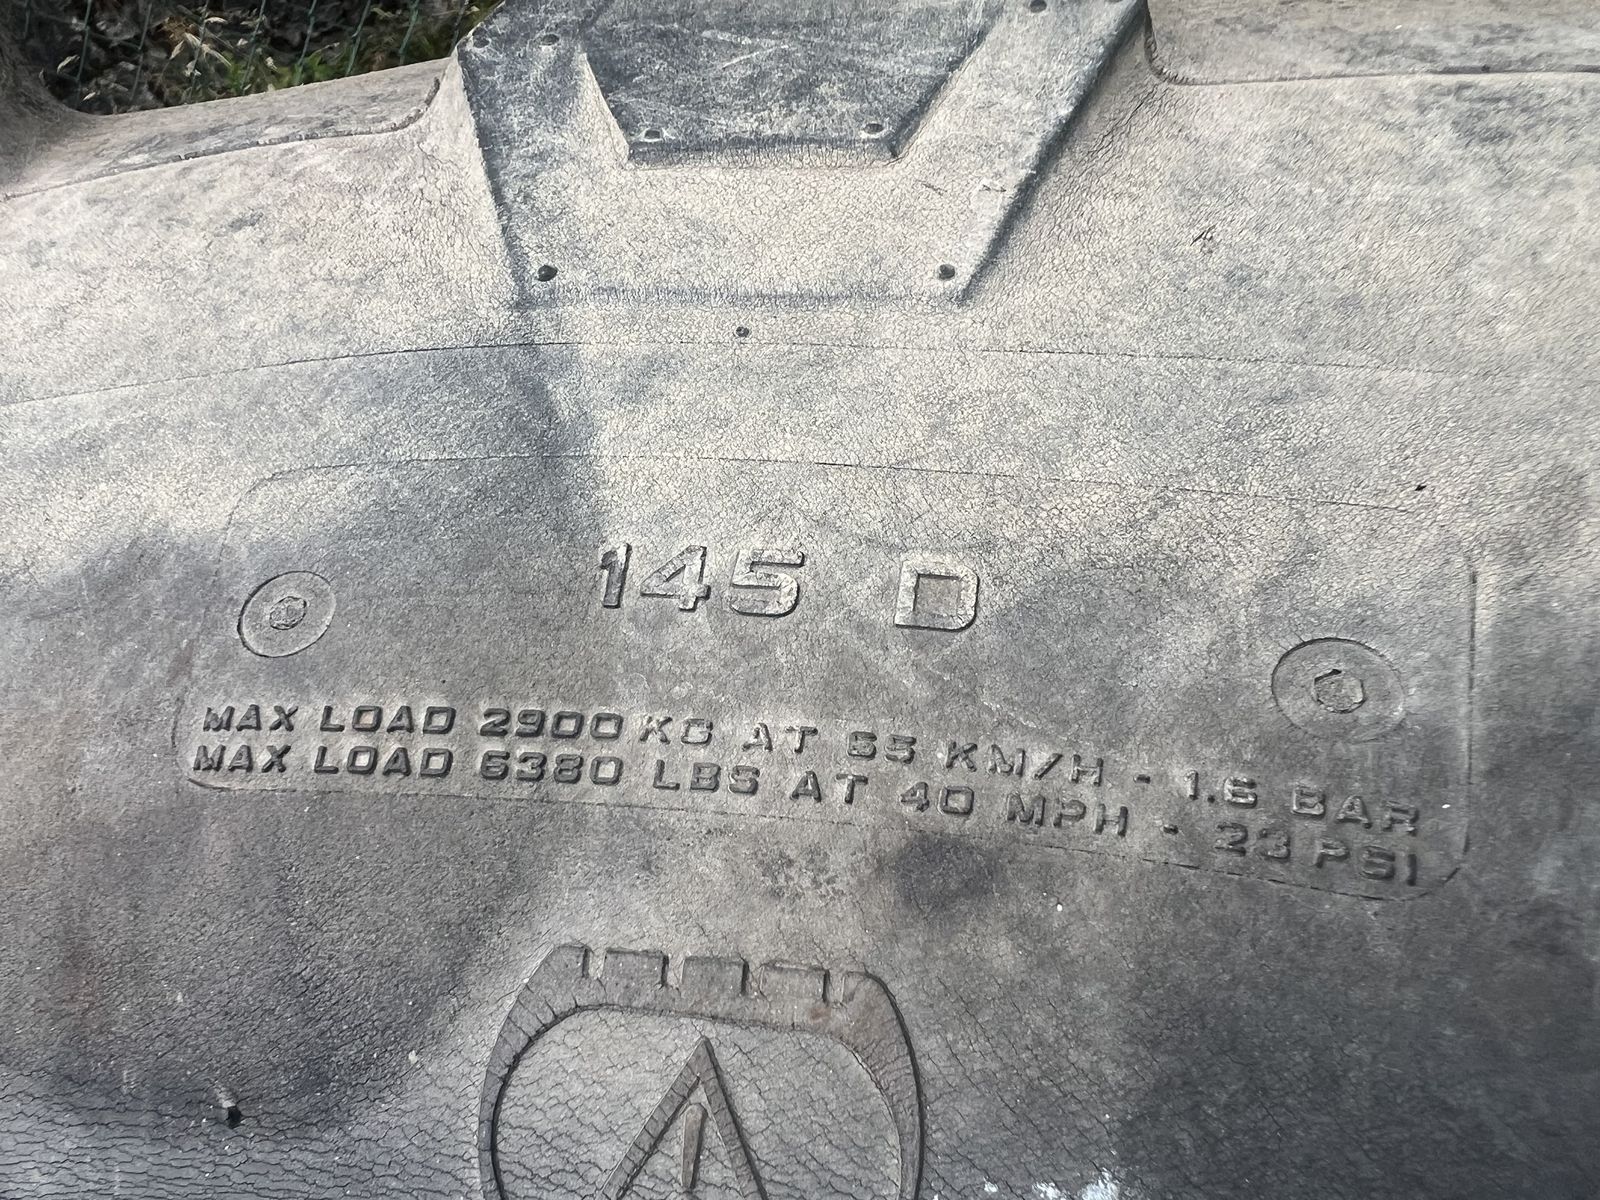 145 D
MAX LOAD 2900 KG AT 65 KM/H - 1.6 BAR
MAX LOAD 6380 LBS AT 40 MPH - 23 PSI